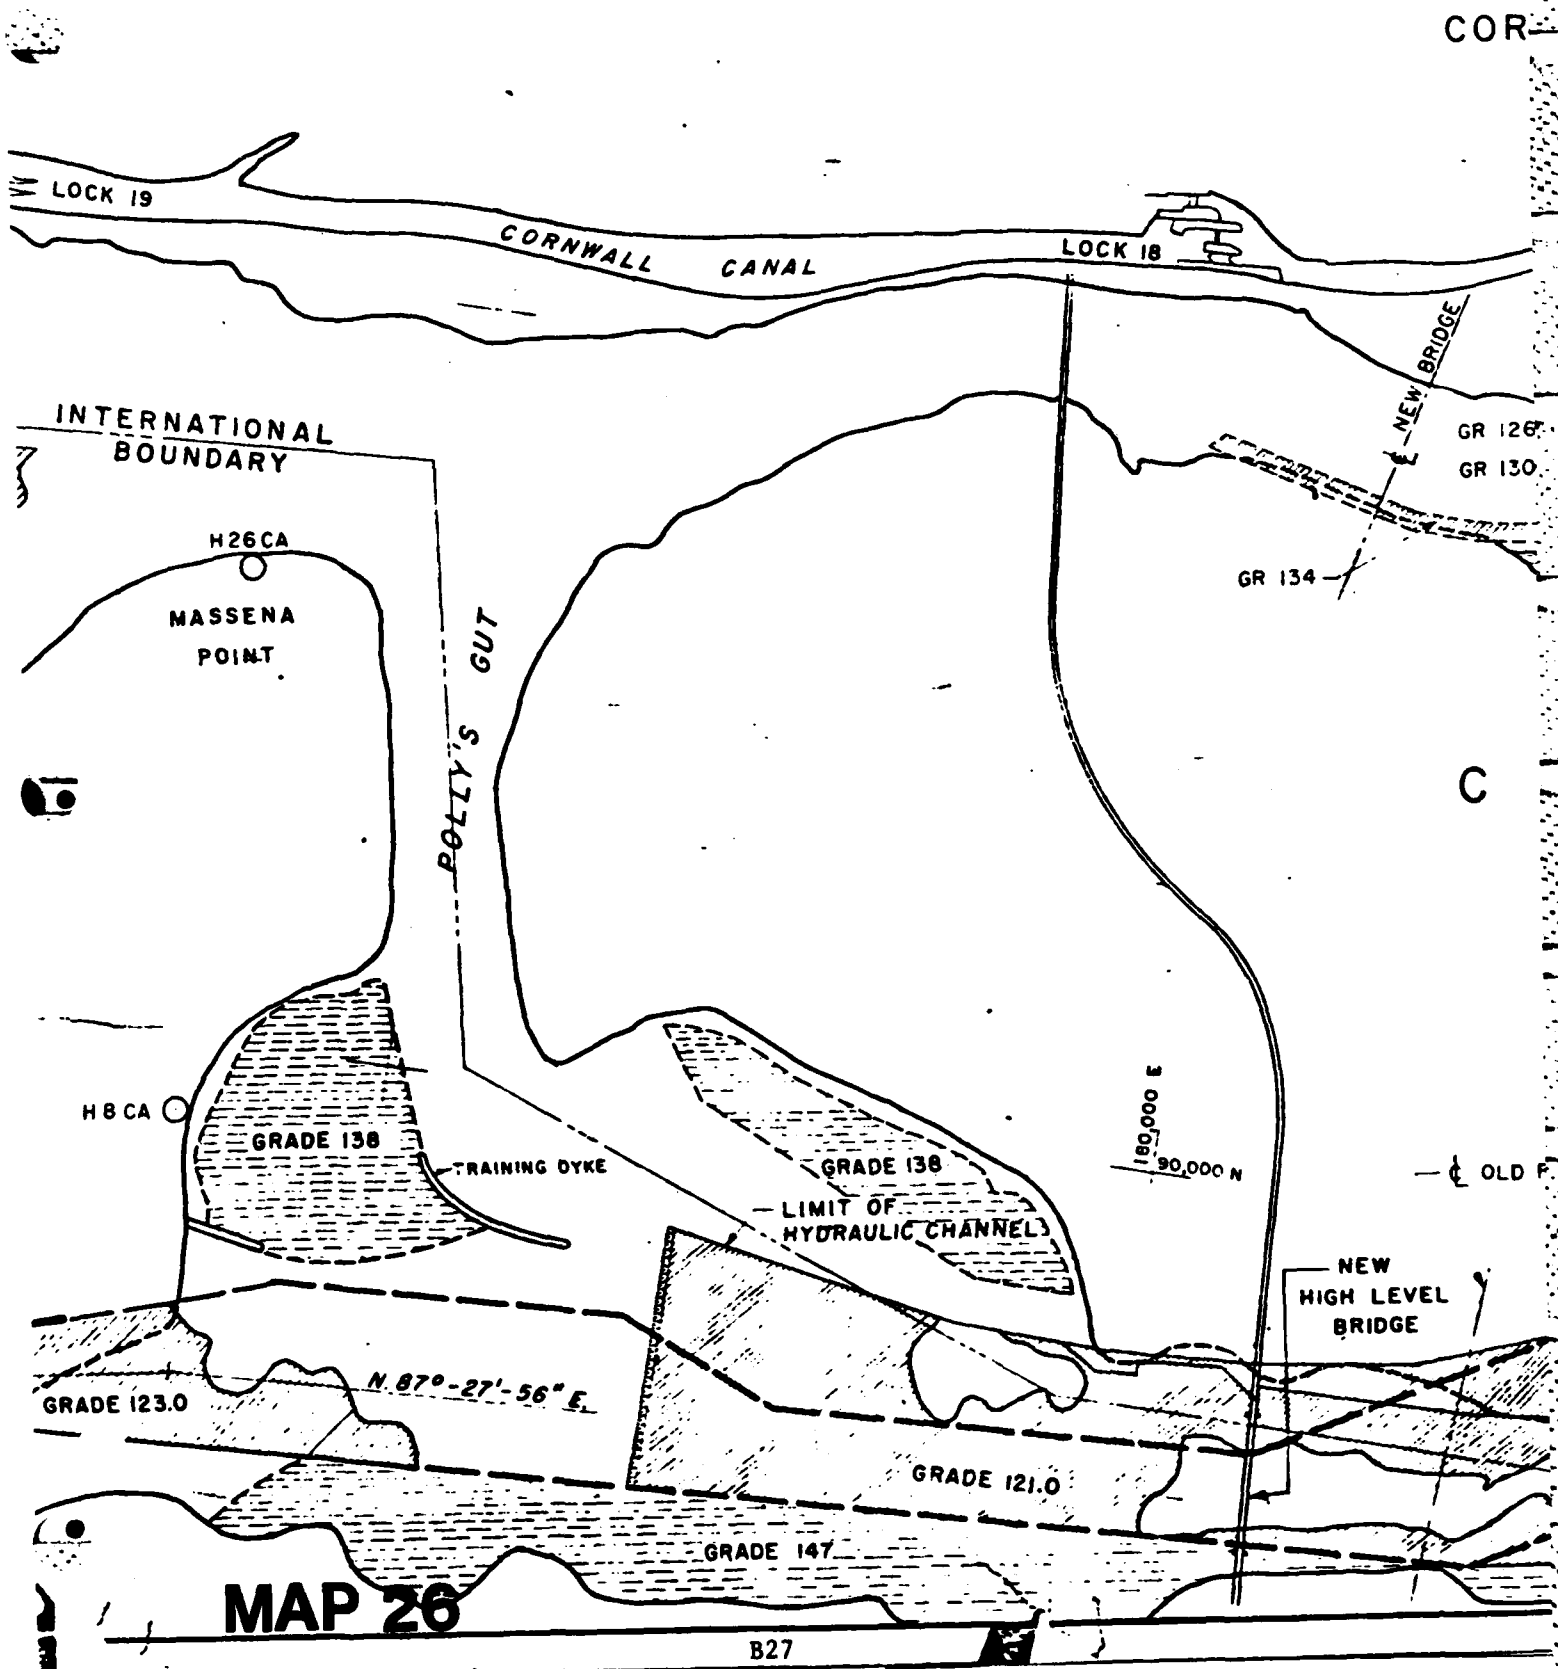 COR
LOCK 19
CORNWALL CANAL
LOCK 18
NEW BRIDGE
INTERNATIONAL
BOUNDARY
GR 126
GR 130
H26CA
GR 134
MASSENA
POINT
POLLY'S GUT
C
180,000 E
90,000 N
H8 CA
GRADE 138
TRAINING DYKE
GRADE 138
℄ OLD
LIMIT OF
HYDRAULIC CHANNEL
NEW
HIGH LEVEL
BRIDGE
N 87°-27'-56" E.
GRADE 123.0
GRADE 121.0
GRADE 147
MAP 26
B27